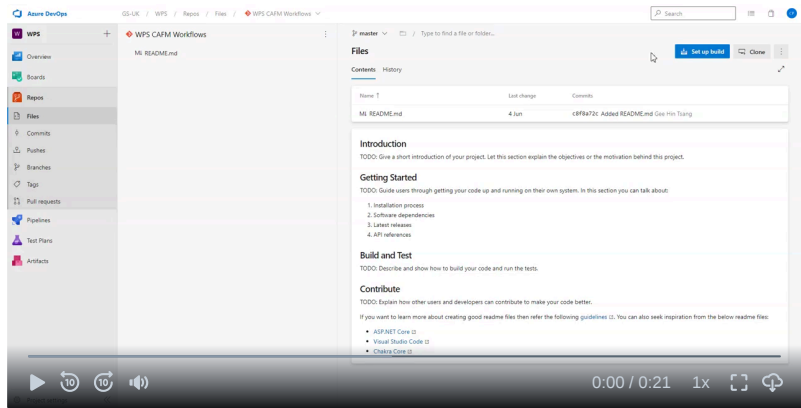 Azure DevOps
GS-UK / WPS / Repos / Files / WPS CAFM Workflows
Search
CP
W WPS
Overview
Boards
Repos
Files
Commits
Pushes
Branches
Tags
Pull requests
Pipelines
Test Plans
Artifacts
Project settings
WPS CAFM Workflows
M↓ README.md
master / Type to find a file or folder...
Files
Set up build
Clone
Contents History
Name ↑ Last change Commits
M↓ README.md 4 Jun c8f8a72c Added README.md Gee Hin Tsang
Introduction
TODO: Give a short introduction of your project. Let this section explain the objectives or the motivation behind this project.
Getting Started
TODO: Guide users through getting your code up and running on their own system. In this section you can talk about:
1. Installation process
2. Software dependencies
3. Latest releases
4. API references
Build and Test
TODO: Describe and show how to build your code and run the tests.
Contribute
TODO: Explain how other users and developers can contribute to make your code better.
If you want to learn more about creating good readme files then refer the following guidelines. You can also seek inspiration from the below readme files:
• ASP.NET Core
• Visual Studio Code
• Chakra Core
10
10
0:00 / 0:21 1x